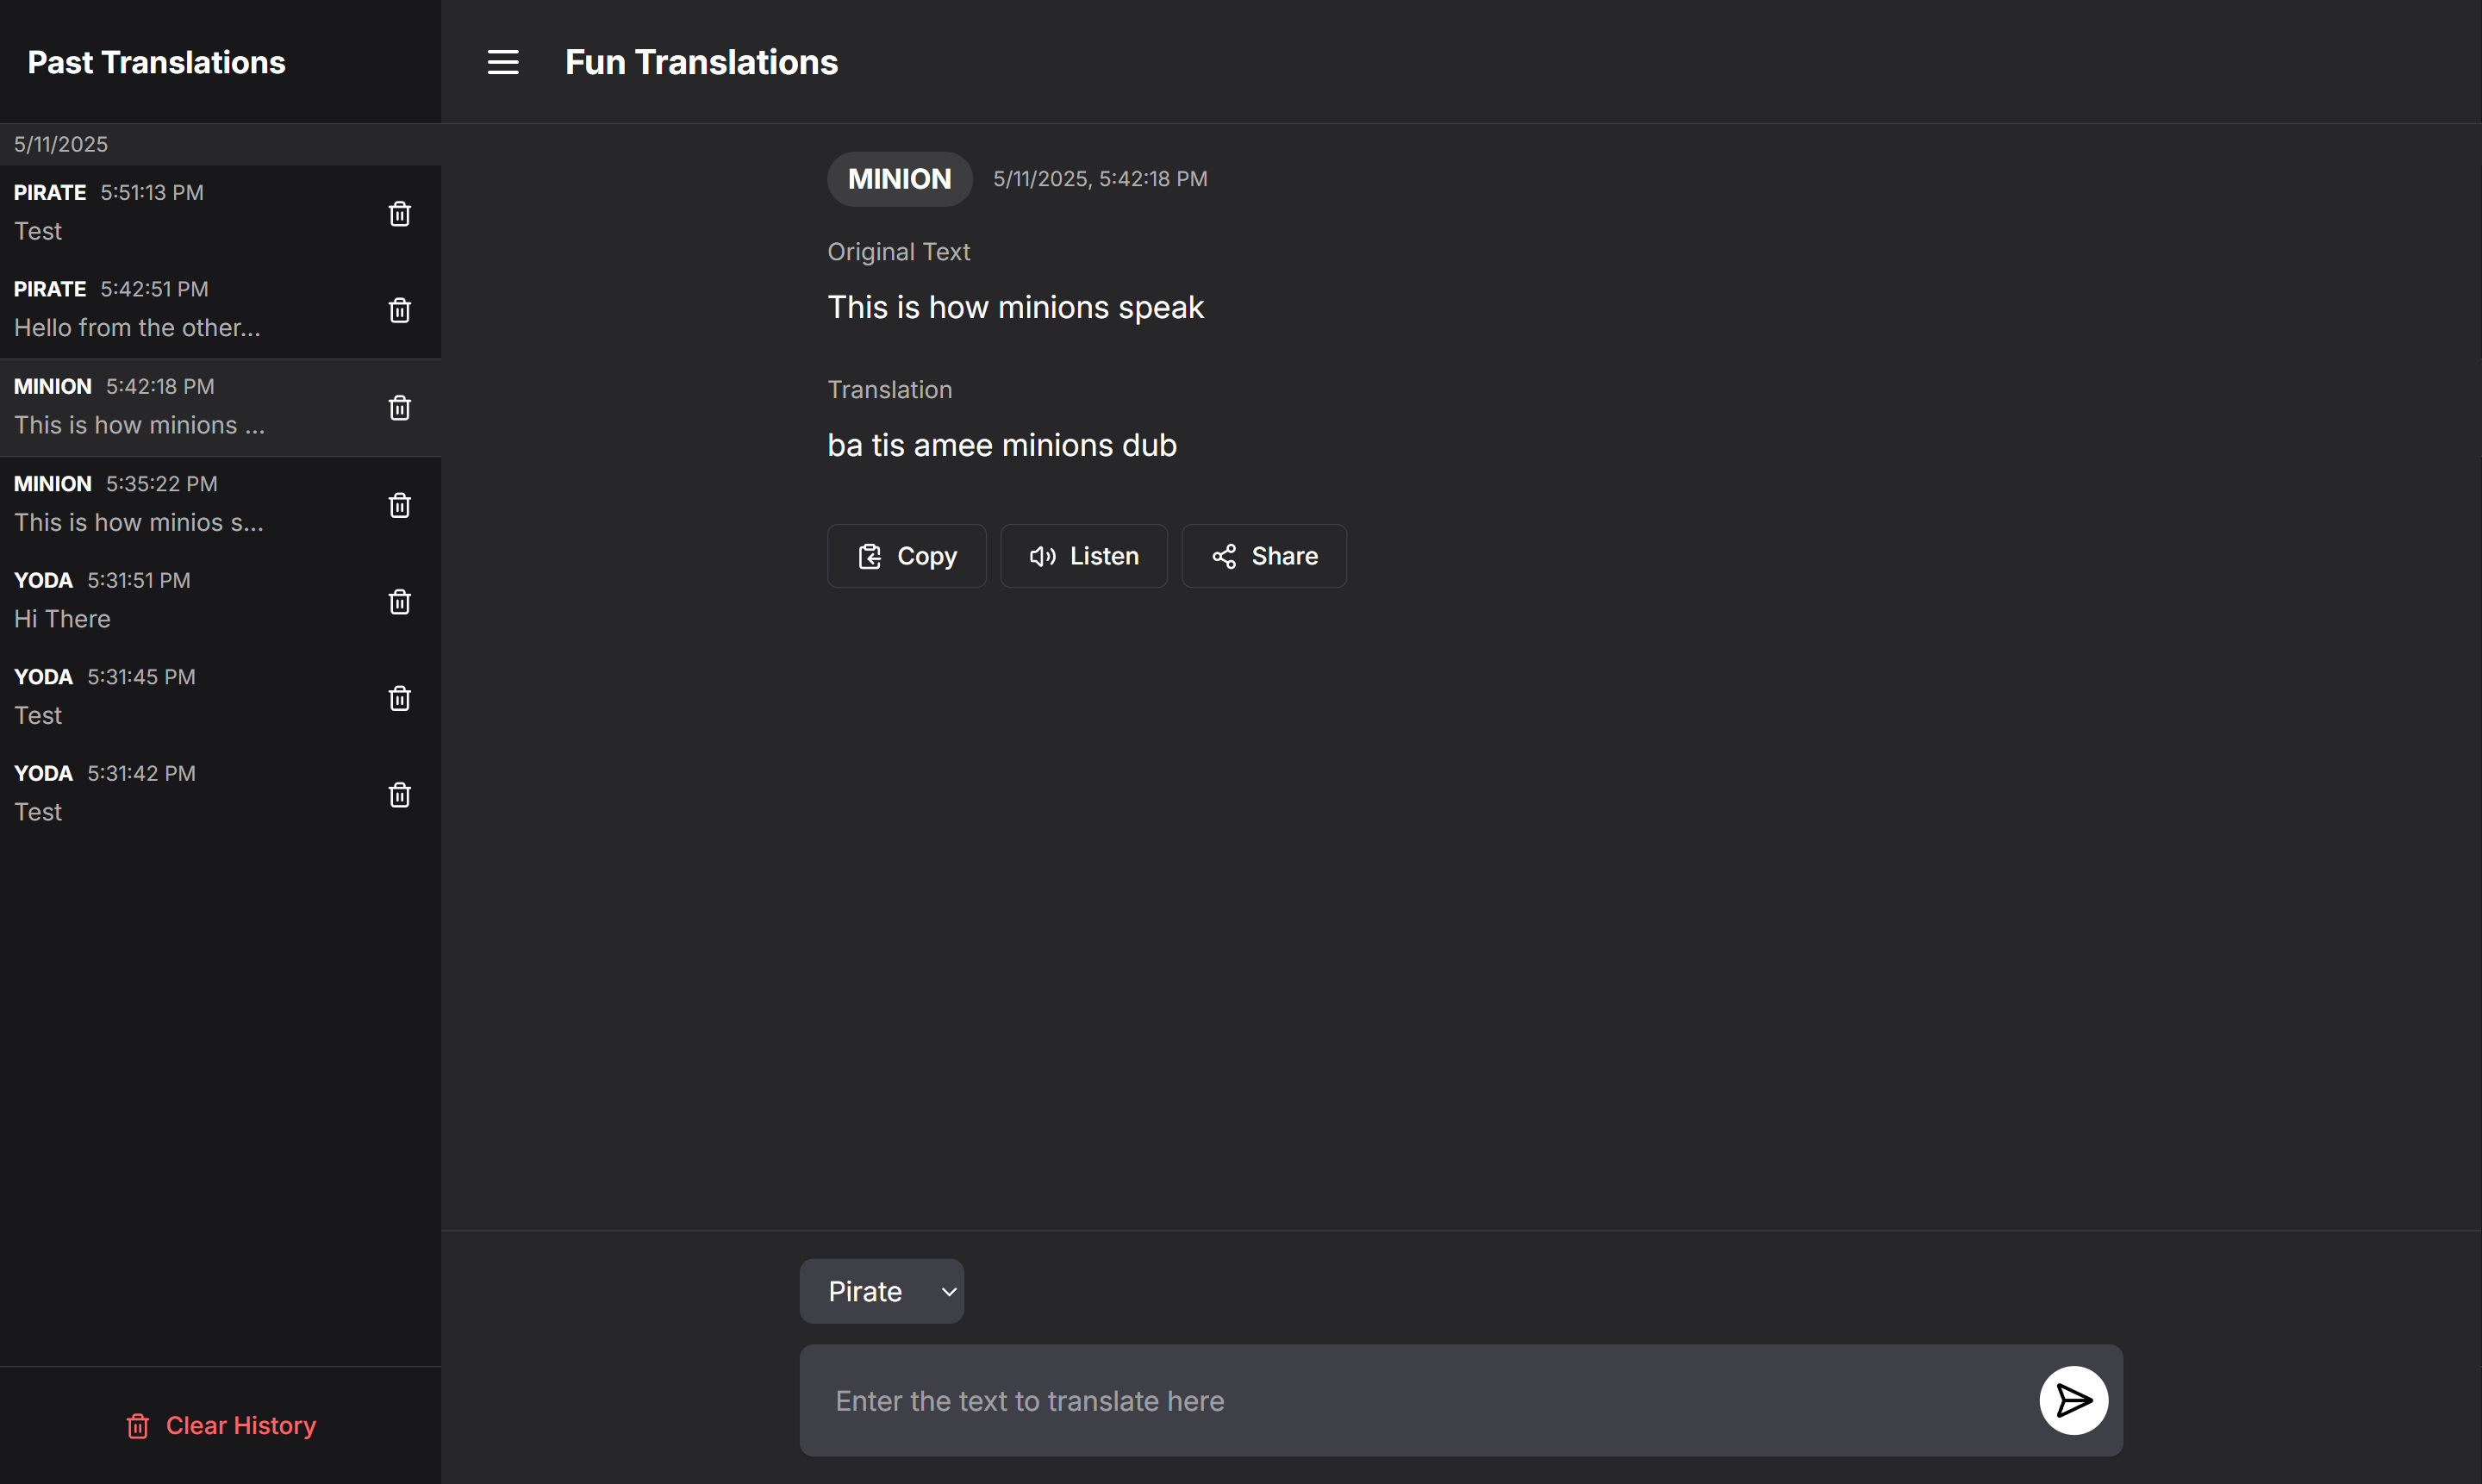 Past Translations
5/11/2025
PIRATE 5:51:13 PM
Test
PIRATE 5:42:51 PM
Hello from the other...
MINION 5:42:18 PM
This is how minions ...
MINION 5:35:22 PM
This is how minios s...
YODA 5:31:51 PM
Hi There
YODA 5:31:45 PM
Test
YODA 5:31:42 PM
Test
Clear History
Fun Translations
MINION 5/11/2025, 5:42:18 PM
Original Text
This is how minions speak
Translation
ba tis amee minions dub
Copy Listen Share
Pirate
Enter the text to translate here